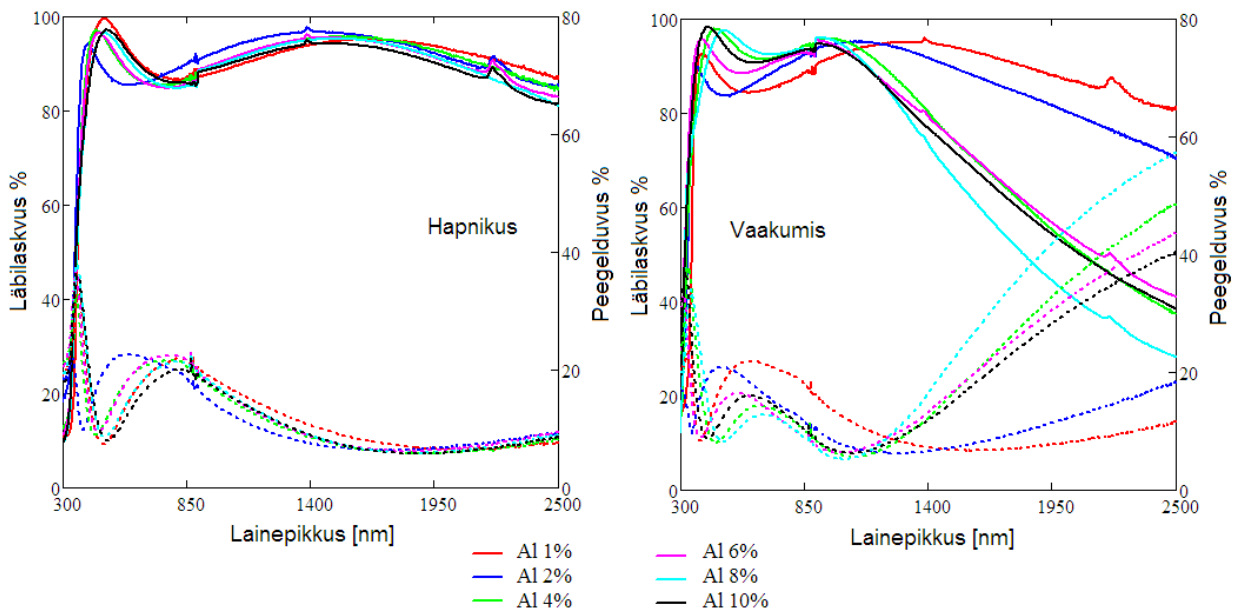 100
80
60
40
20
0
Läbilaskvus %
80
60
40
20
0
Peegelduvus %
Hapnikus
300
850
1400
1950
2500
Lainepikkus [nm]
100
80
60
40
20
0
Läbilaskvus %
80
60
40
20
0
Peegelduvus %
Vaakumis
300
850
1400
1950
2500
Lainepikkus [nm]
Al 1%
Al 2%
Al 4%
Al 6%
Al 8%
Al 10%